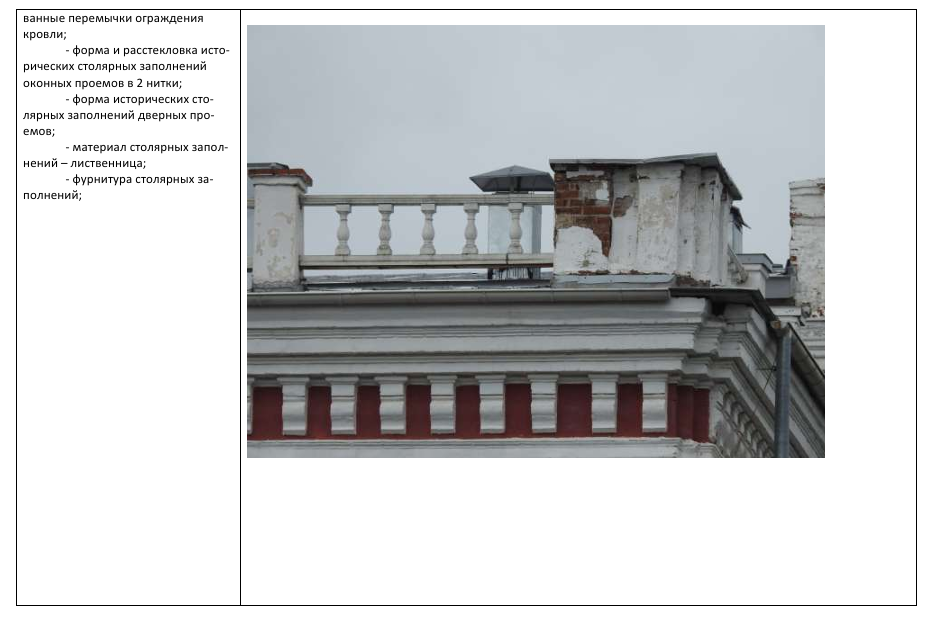 ванные перемычки ограждения
кровли;
- форма и расстекловка исто-
рических столярных заполнений
оконных проемов в 2 нитки;
- форма исторических сто-
лярных заполнений дверных про-
емов;
- материал столярных запол-
нений – лиственница;
- фурнитура столярных за-
полнений;